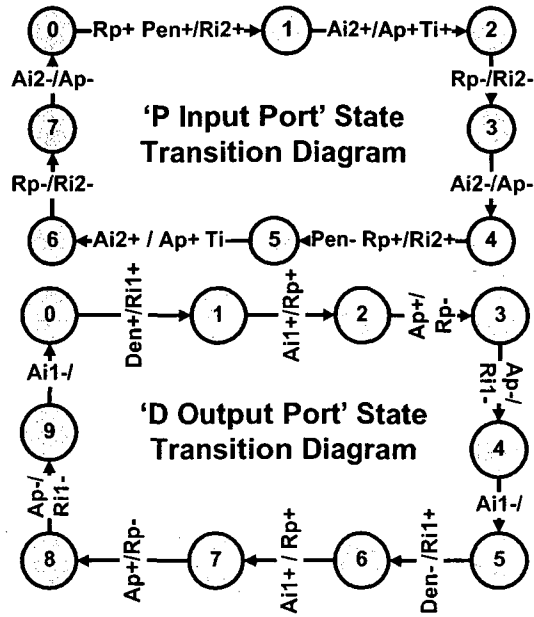 0 Rp+ Pen+/Ri2+ 1 Ai2+/Ap+Ti+ 2
Ai2-/Ap- Rp-/Ri2-
'P Input Port' State
7 3
Transition Diagram
Rp-/Ri2- Ai2-/Ap-
6 Ai2+ / Ap+ Ti 5 Pen- Rp+/Ri2+ 4
0 Den+/Ri1+ 1 Ai1+/Rp+ 2 Ap+/
Rp- 3
Ai1-/ Ap-/
Ri1-
'D Output Port' State
9 4
Transition Diagram
Ap-/
Ri1- Ai1-/
8 Ap+/Rp- 7 Ai1+ / Rp+ 6 Den- /Ri1+ 5